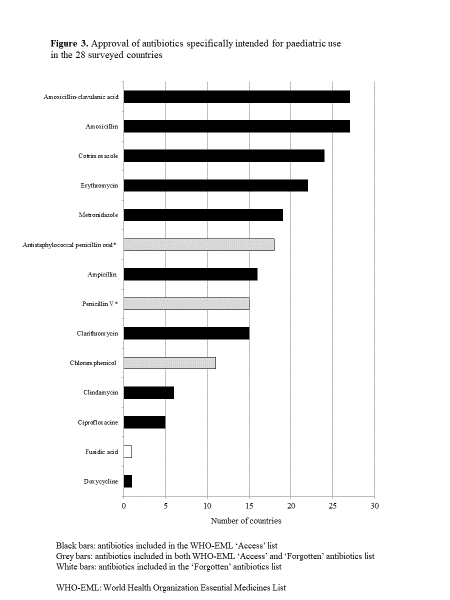 Figure 3. Approval of antibiotics specifically intended for paediatric use
in the 28 surveyed countries
Amoxicillin-clavulanic acid
Amoxicillin
Cotrimoxazole
Erythromycin
Metronidazole
Antistaphylococcal penicillin oral*
Ampicillin
Penicillin V *
Clarithromycin
Chloramphenicol
Clindamycin
Ciprofloxacine
Fusidic acid
Doxycycline
0 5 10 15 20 25 30
Number of countries
Black bars: antibiotics included in the WHO-EML ‘Access’ list
Grey bars: antibiotics included in both WHO-EML ‘Access’ and ‘Forgotten’ antibiotics list
White bars: antibiotics included in the ‘Forgotten’ antibiotics list
WHO-EML: World Health Organization Essential Medicines List